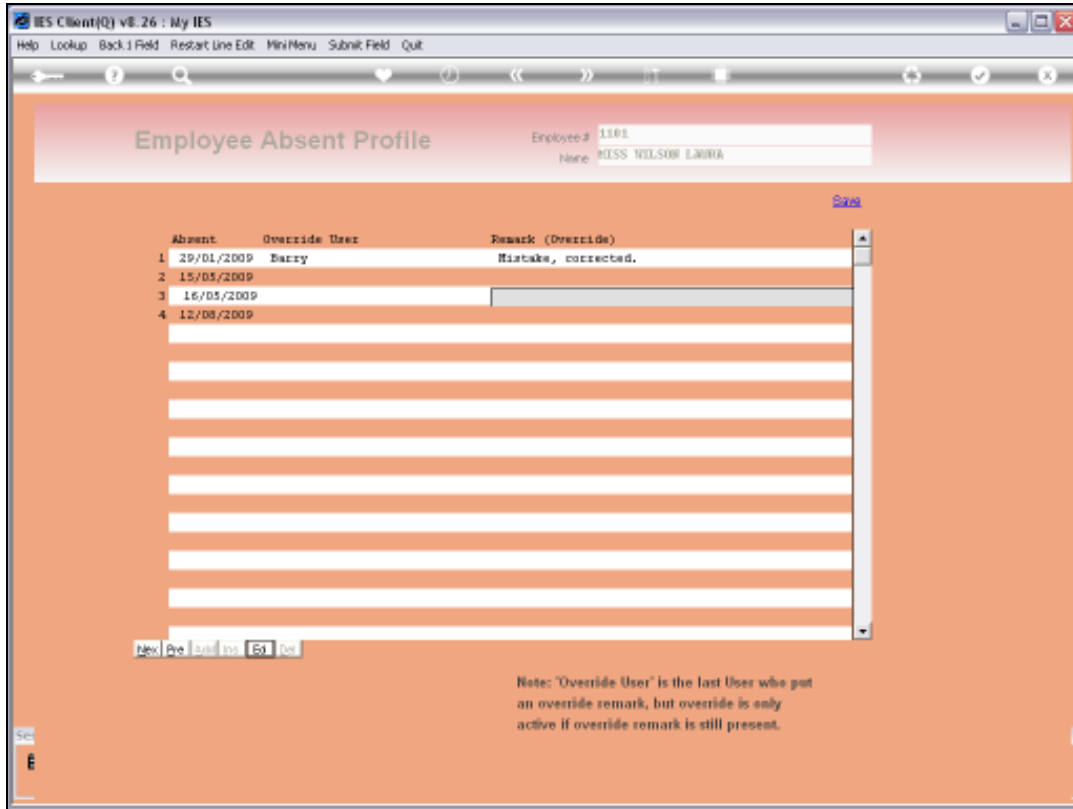 IES Client(Q) v8.26 : My IES
Help Lookup Back 1 Field Restart Line Edit MiniMenu Submit Field Quit
Employee Absent Profile
Employee # 1101
Name MISS WILSON LAURA
Save
Absent Override User Remark (Override)
1 29/01/2009 Barry Mistake, corrected.
2 15/05/2009
3 16/05/2009
4 12/08/2009
Nex Pre Add Ins Ed Del
Note: 'Override User' is the last User who put
an override remark, but override is only
active if override remark is still present.